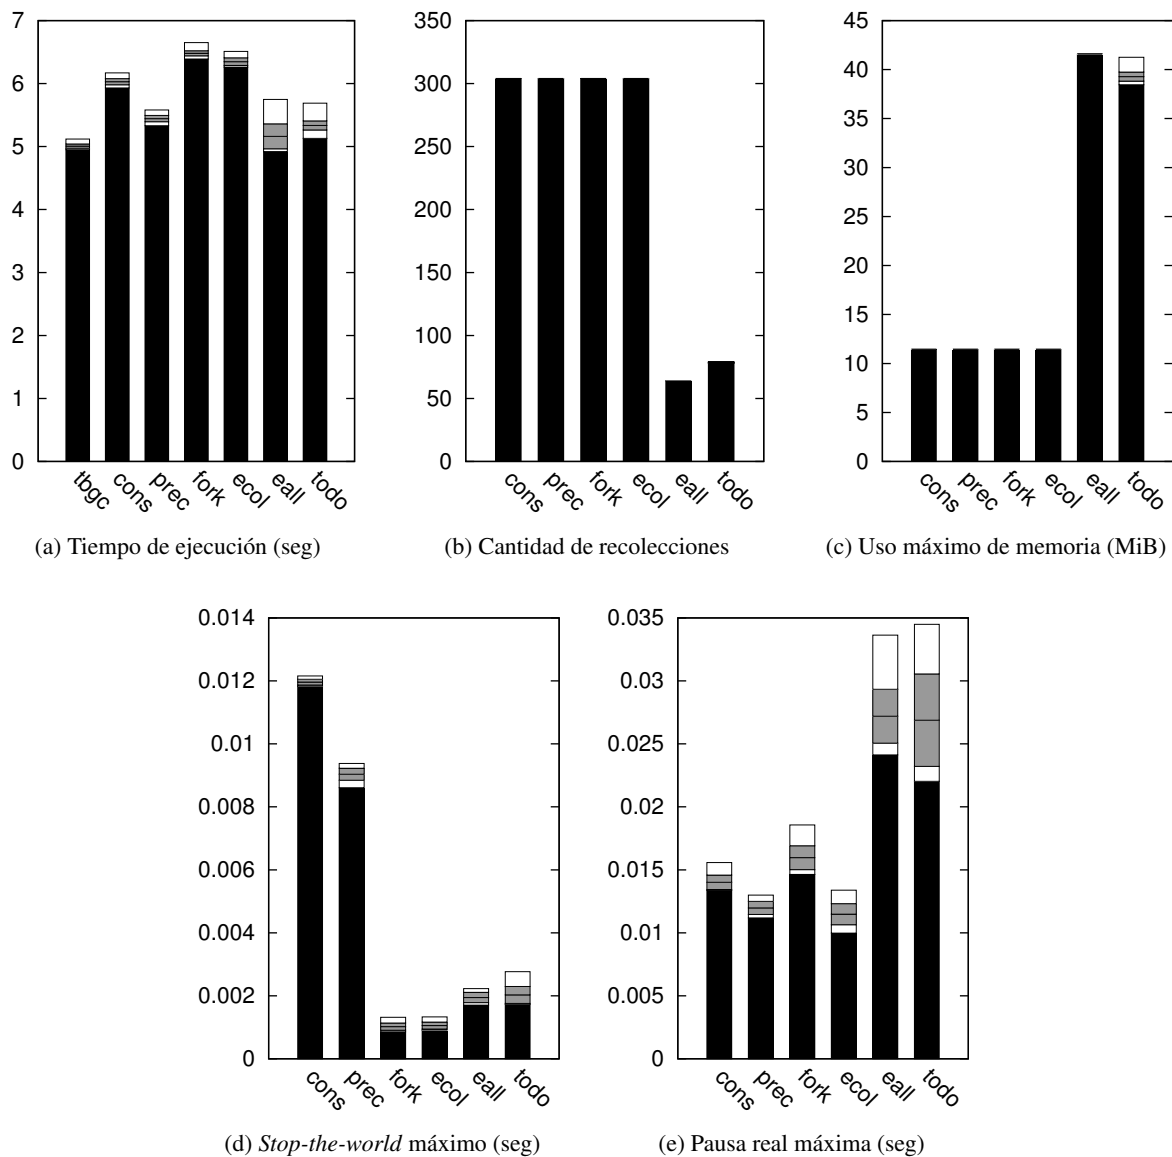 7
6
5
4
3
2
1
0
tbgc
cons
prec
fork
ecol
eall
todo
(a) Tiempo de ejecución (seg)
350
300
250
200
150
100
50
0
cons
prec
fork
ecol
eall
todo
(b) Cantidad de recolecciones
45
40
35
30
25
20
15
10
5
0
cons
prec
fork
ecol
eall
todo
(c) Uso máximo de memoria (MiB)
0.014
0.012
0.01
0.008
0.006
0.004
0.002
0
cons
prec
fork
ecol
eall
todo
(d) Stop-the-world máximo (seg)
0.035
0.03
0.025
0.02
0.015
0.01
0.005
0
cons
prec
fork
ecol
eall
todo
(e) Pausa real máxima (seg)